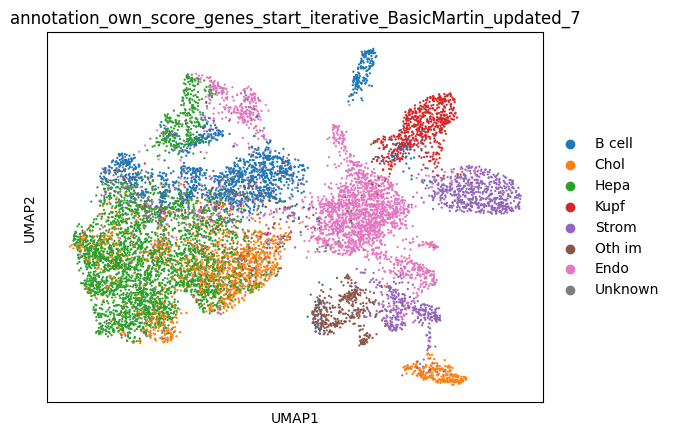 annotation_own_score_genes_start_iterative_BasicMartin_updated_7
B cell
Chol
Hepa
Kupf
Strom
Oth im
Endo
Unknown
UMAP2
UMAP1